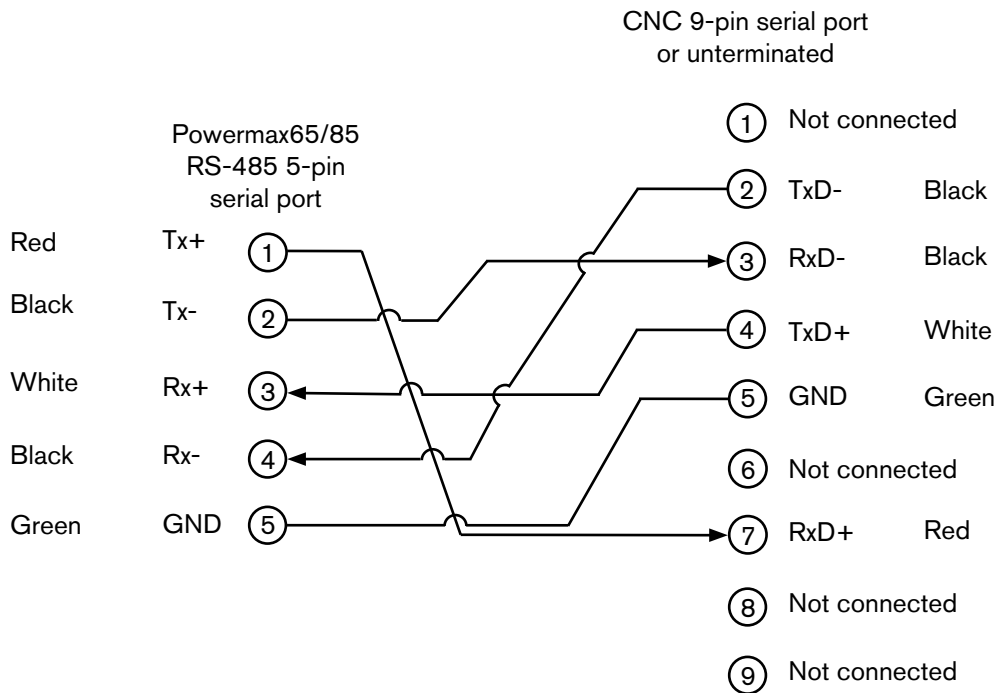 CNC 9-pin serial port
or unterminated
1 Not connected
Powermax65/85
RS-485 5-pin
serial port
2 TxD- Black
Red Tx+ 1
3 RxD- Black
Black Tx- 2
4 TxD+ White
White Rx+ 3
5 GND Green
Black Rx- 4
6 Not connected
Green GND 5
7 RxD+ Red
8 Not connected
9 Not connected